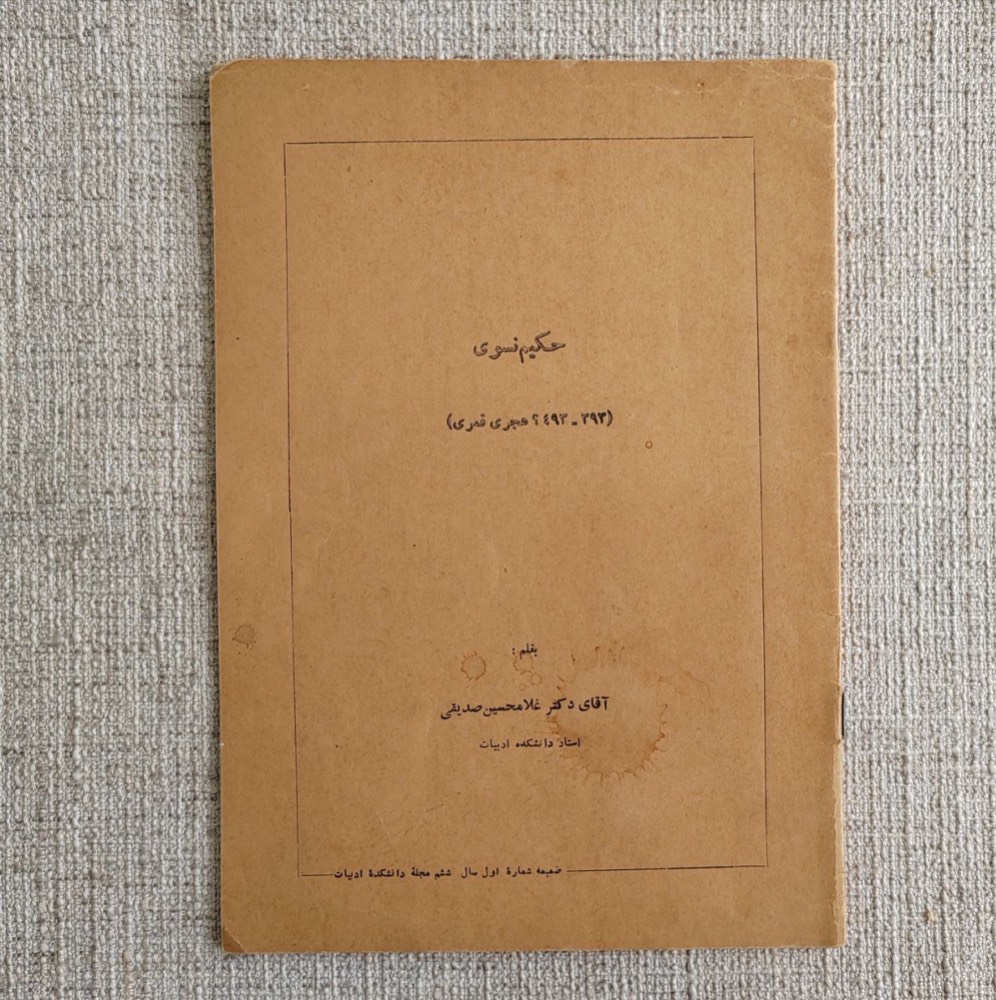 حکیم نسوی
(۳۹۳ - ٤۹۳ ؟ هجری قمری)
بقلم :
آقای دکتر غلامحسین صدیقی
استاد دانشکده ادبیات
ضمیمه شمارهٔ اول سال ششم مجلهٔ دانشکدهٔ ادبیات